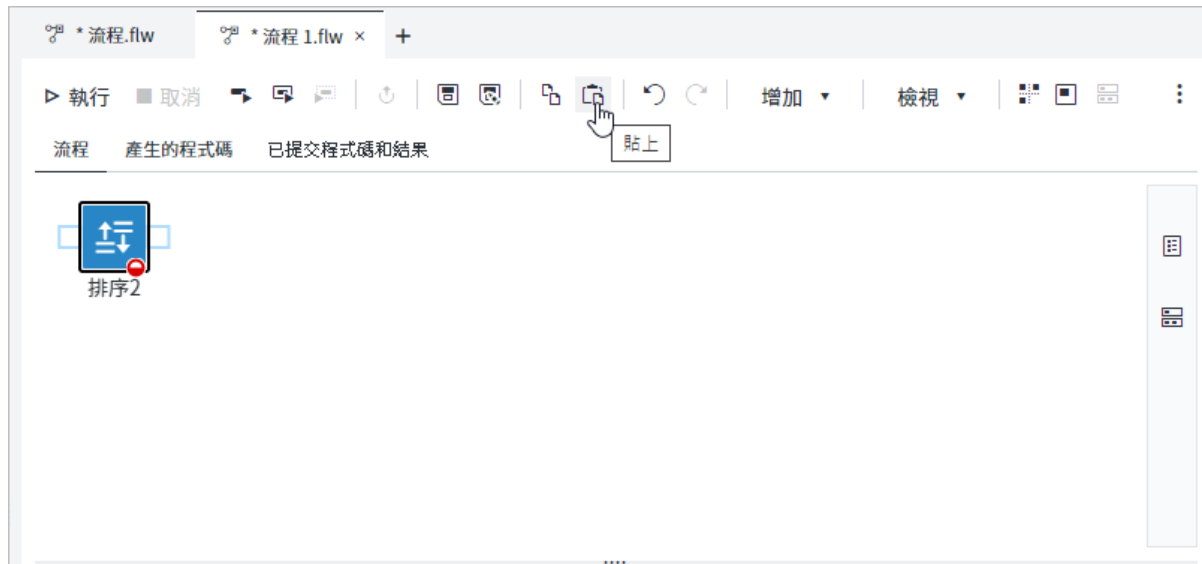 * 流程.flw * 流程 1.flw × +
執行 取消 增加 檢視
貼上
流程 產生的程式碼 已提交程式碼和結果
排序2